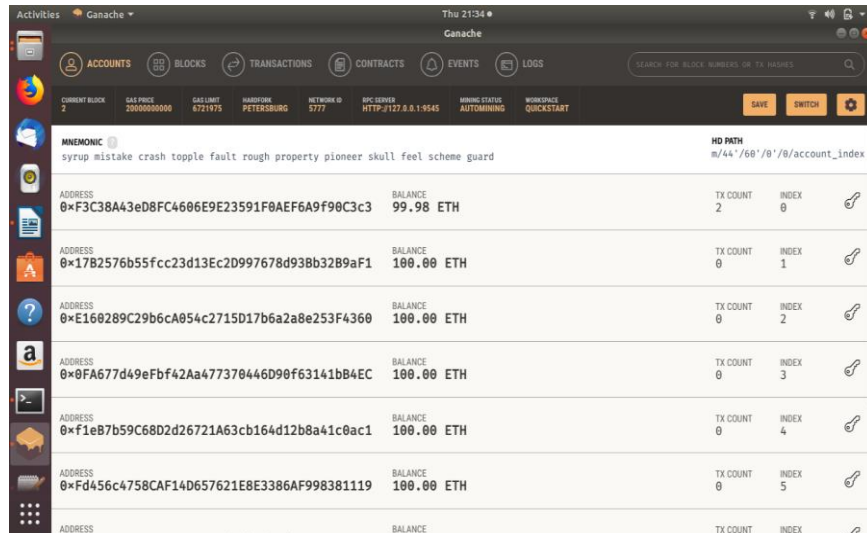 Activities Ganache Thu 21:34
Ganache
ACCOUNTS BLOCKS TRANSACTIONS CONTRACTS EVENTS LOGS SEARCH FOR BLOCK NUMBERS OR TX HASHES
CURRENT BLOCK GAS PRICE GAS LIMIT HARDFORK NETWORK ID RPC SERVER MINING STATUS WORKSPACE
2 20000000000 6721975 PETERSBURG 5777 HTTP://127.0.0.1:9545 AUTOMINING QUICKSTART SAVE SWITCH
MNEMONIC ? HD PATH
syrup mistake crash topple fault rough property pioneer skull feel scheme guard m/44'/60'/0'/0/account_index
ADDRESS BALANCE TX COUNT INDEX
0×F3C38A43eD8FC4606E9E23591F0AEF6A9f90C3c3 99.98 ETH 2 0
ADDRESS BALANCE TX COUNT INDEX
0×17B2576b55fcc23d13Ec2D997678d93Bb32B9aF1 100.00 ETH 0 1
ADDRESS BALANCE TX COUNT INDEX
0×E160289C29b6cA054c2715D17b6a2a8e253F4360 100.00 ETH 0 2
ADDRESS BALANCE TX COUNT INDEX
0×0FA677d49eFbf42Aa477370446D90f63141bB4EC 100.00 ETH 0 3
ADDRESS BALANCE TX COUNT INDEX
0×f1eB7b59C68D2d26721A63cb164d12b8a41c0ac1 100.00 ETH 0 4
ADDRESS BALANCE TX COUNT INDEX
0×Fd456c4758CAF14D657621E8E3386AF998381119 100.00 ETH 0 5
ADDRESS BALANCE TX COUNT INDEX